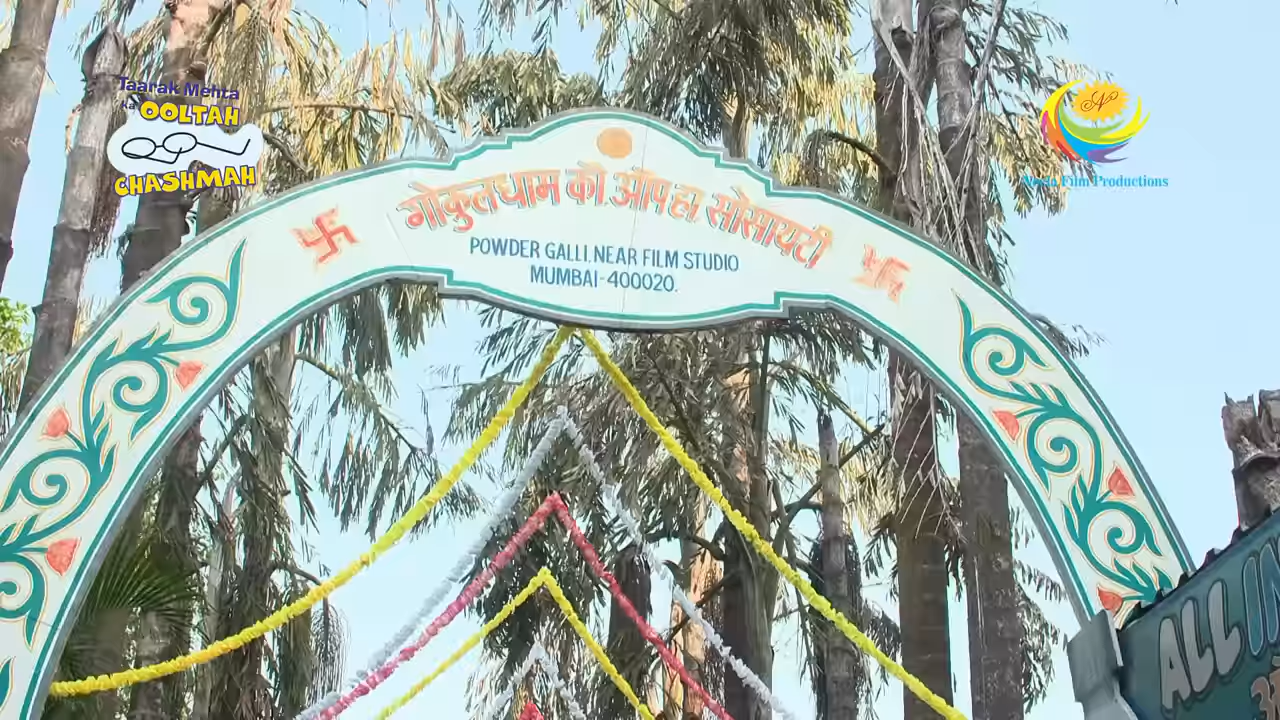 Taarak Mehta
ka OOLTAH
CHASHMAH
Neela Film Productions
गोकुलधाम को. ऑप. हा. सोसायटी
POWDER GALLI, NEAR FILM STUDIO
MUMBAI-400020.
ALL IN